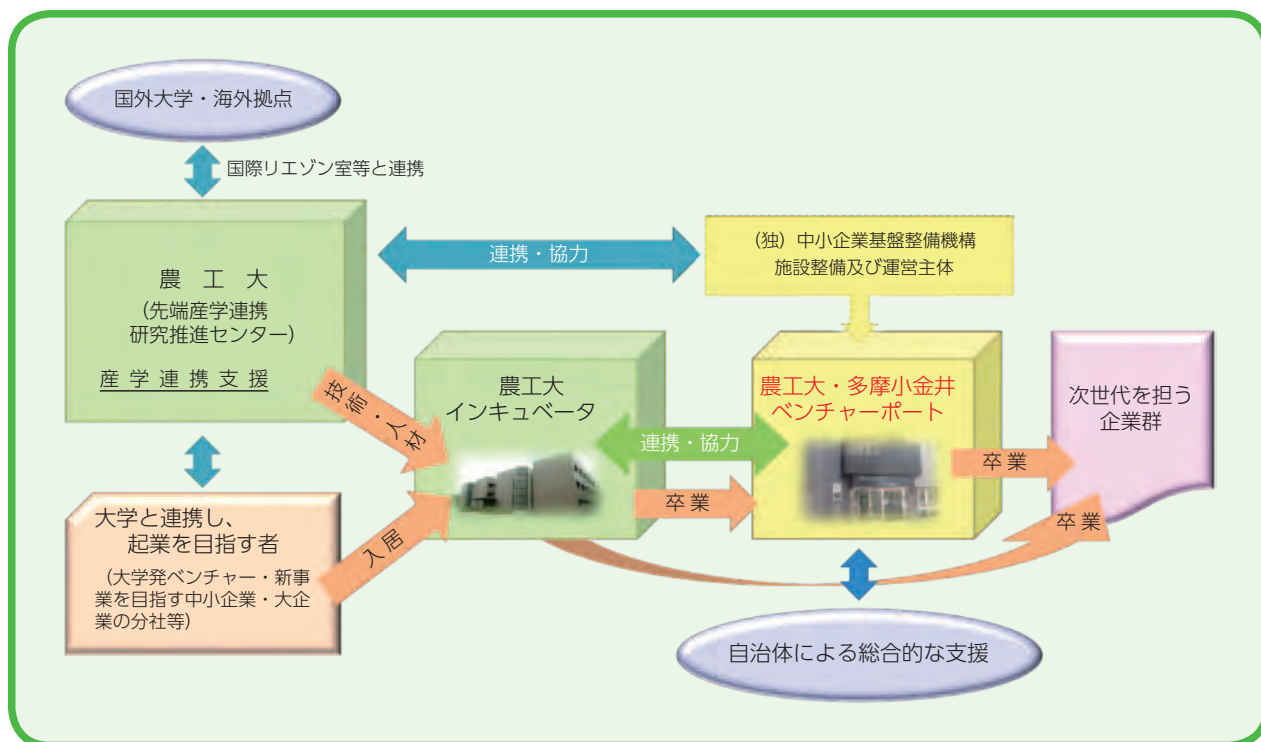 国外大学・海外拠点
国際リエゾン室等と連携
農 工 大
(先端産学連携
研究推進センター)
産 学 連 携 支 援
連携・協力
(独) 中小企業基盤整備機構
施設整備及び運営主体
技術・人材
農工大
インキュベータ
農工大・多摩小金井
ベンチャーポート
次世代を担う
企業群
連携・協力
卒 業
卒 業
卒 業
大学と連携し、
起業を目指す者
(大学発ベンチャー・新事
業を目指す中小企業・大企
業の分社等)
入 居
自治体による総合的な支援